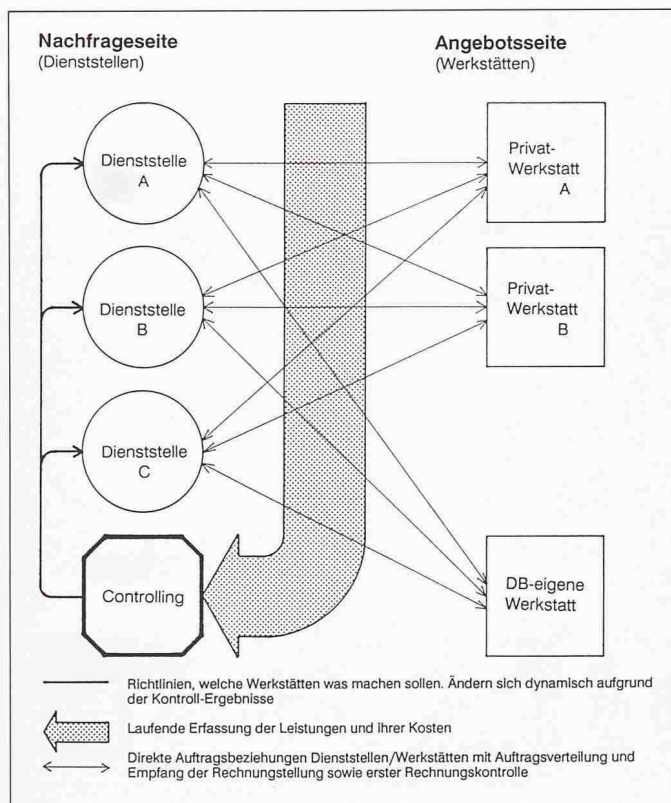 Nachfrageseite
(Dienststellen)
Angebotsseite
(Werkstätten)
Dienststelle
A
Privat-
Werkstatt
A
Dienststelle
B
Privat-
Werkstatt
B
Dienststelle
C
Controlling
DB-eigene
Werkstatt
Richtlinien, welche Werkstätten was machen sollen. Ändern sich dynamisch aufgrund
der Kontroll-Ergebnisse
Laufende Erfassung der Leistungen und ihrer Kosten
Direkte Auftragsbeziehungen Dienststellen/Werkstätten mit Auftragsverteilung und
Empfang der Rechnungstellung sowie erster Rechnungskontrolle